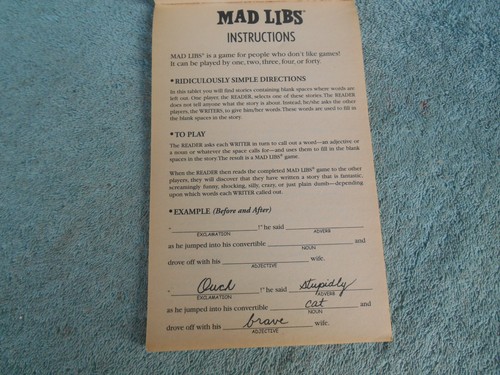 MAD LIBS®
INSTRUCTIONS
MAD LIBS® is a game for people who don't like games!
It can be played by one, two, three, four, or forty.
• RIDICULOUSLY SIMPLE DIRECTIONS
In this tablet you will find stories containing blank spaces where words are
left out. One player, the READER, selects one of these stories. The READER
does not tell anyone what the story is about. Instead, he/she asks the other
players, the WRITERS, to give him/her words. These words are used to fill in
the blank spaces in the story.
• TO PLAY
The READER asks each WRITER in turn to call out a word—an adjective or
a noun or whatever the space calls for—and uses them to fill in the blank
spaces in the story. The result is a MAD LIBS® game.
When the READER then reads the completed MAD LIBS® game to the other
players, they will discover that they have written a story that is fantastic,
screamingly funny, shocking, silly, crazy, or just plain dumb—depending
upon which words each WRITER called out.
• EXAMPLE (Before and After)
"____________!" he said ____________
EXCLAMATION ADVERB
as he jumped into his convertible ____________ and
NOUN
drove off with his ____________ wife.
ADJECTIVE
"Ouch!" he said Stupidly
EXCLAMATION ADVERB
as he jumped into his convertible cat and
NOUN
drove off with his brave wife.
ADJECTIVE